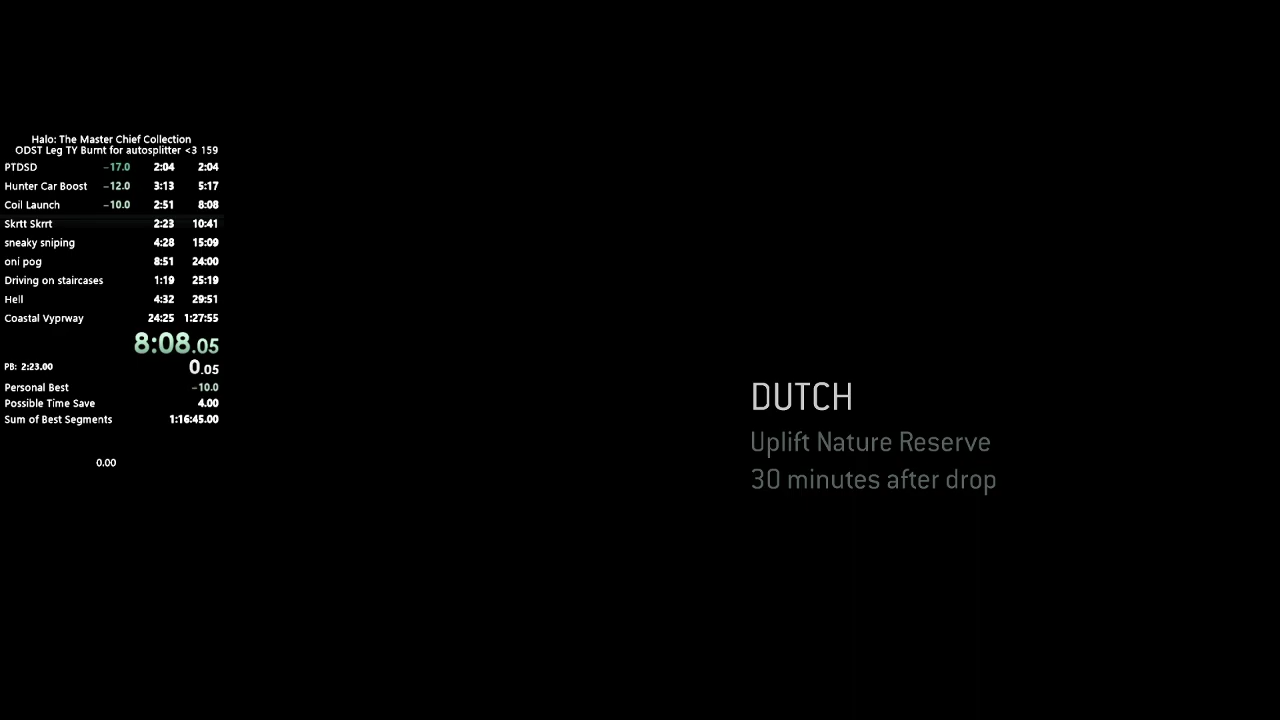 Halo: The Master Chief Collection
ODST Leg TY Burnt for autosplitter <3 159
PTDSD −17.0 2:04 2:04
Hunter Car Boost −12.0 3:13 5:17
Coil Launch −10.0 2:51 8:08
Skrtt Skrrt 2:23 10:41
sneaky sniping 4:28 15:09
oni pog 8:51 24:00
Driving on staircases 1:19 25:19
Hell 4:32 29:51
Coastal Vyprway 24:25 1:27:55
8:08.05
PB: 2:23.00 0.05
Personal Best −10.0
Possible Time Save 4.00
Sum of Best Segments 1:16:45.00
0.00
DUTCH
Uplift Nature Reserve
30 minutes after drop